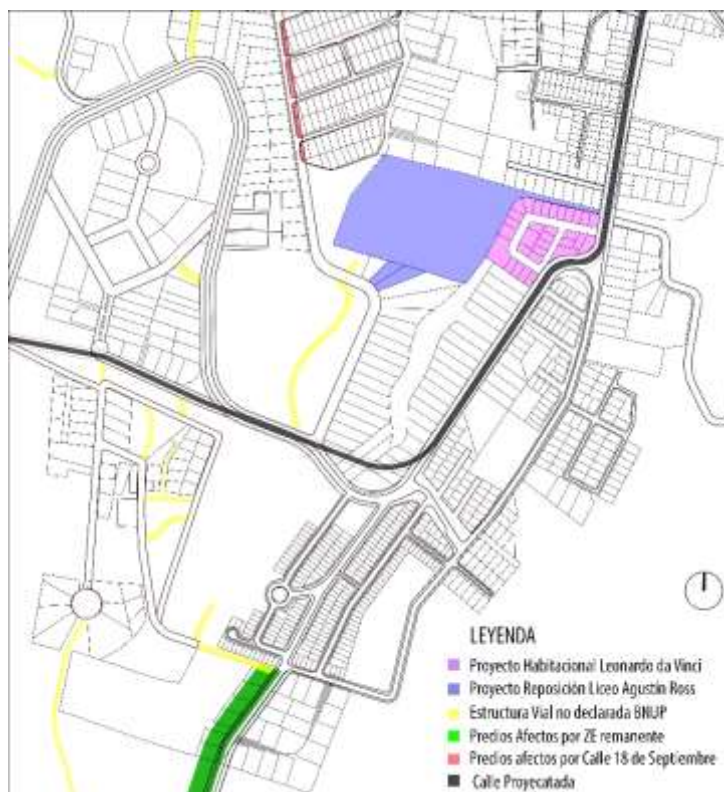 LEYENDA
Proyecto Habitacional Leonardo da Vinci
Proyecto Reposición Liceo Agustín Ross
Estructura Vial no declarada BNUP
Predios Afectos por ZE remanente
Predios afectos por Calle 18 de Septiembre
Calle Proyecatada